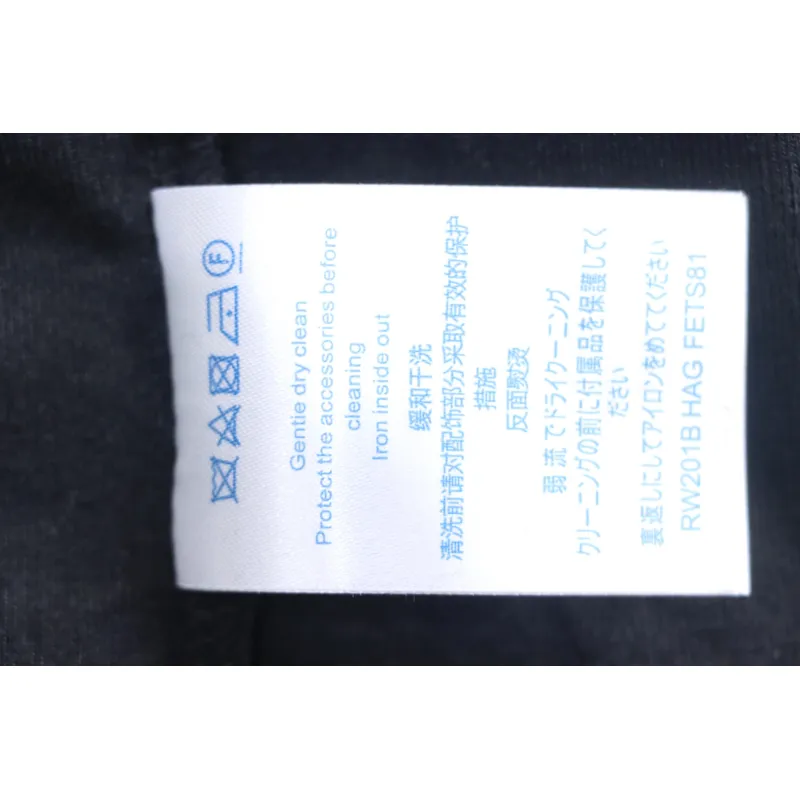 F
Gentie dry clean
Protect the accessories before
cleaning
Iron inside out
缓和干洗
清洗前请对配饰部分采取有效的保护
措施
反面熨烫
弱 流 でドライクーニング
クリーニングの前に付属品を保護してく
ださい
裏返しにしてアイロンをめててください
RW201B HAG FETS81